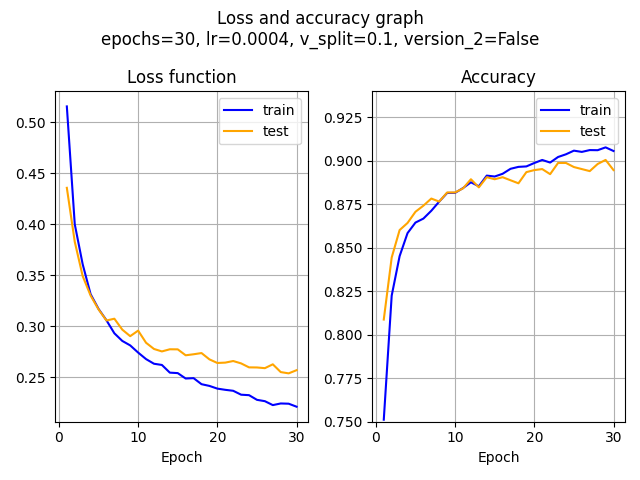 Loss and accuracy graph
epochs=30, lr=0.0004, v_split=0.1, version_2=False
Loss function
train
test
0.50
0.45
0.40
0.35
0.30
0.25
0
10
20
30
Epoch
Accuracy
train
test
0.925
0.900
0.875
0.850
0.825
0.800
0.775
0.750
0
10
20
30
Epoch